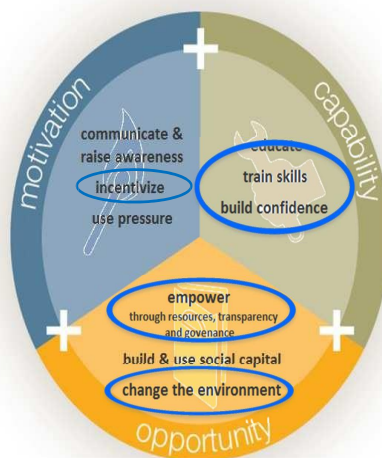 motivation
communicate &
raise awareness
incentivize
use pressure
capability
educate
train skills
build confidence
empower
through resources, transparency
and govenance
build & use social capital
change the environment
opportunity